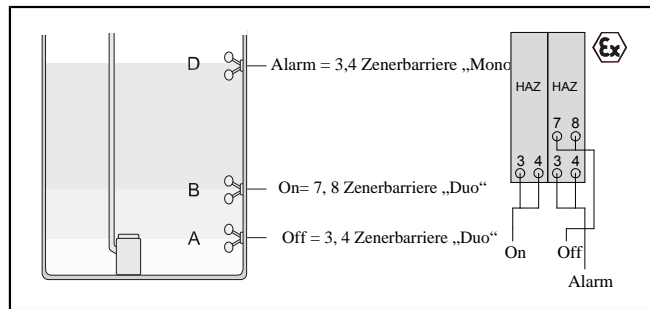 D
Alarm = 3,4 Zenerbarriere „Mono
B
On= 7, 8 Zenerbarriere „Duo“
A
Off = 3, 4 Zenerbarriere „Duo“
Ex
HAZ HAZ
7 8
3 4 3 4
On Off
Alarm